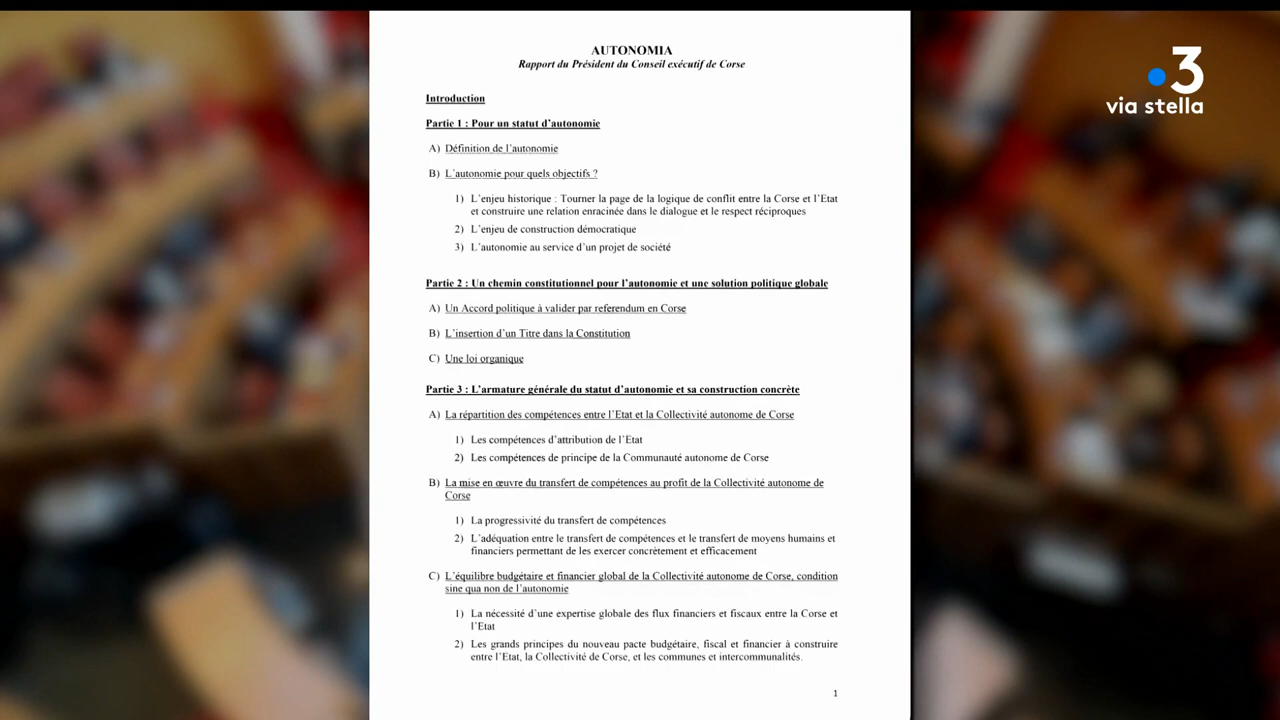 AUTONOMIA
Rapport du Président du Conseil exécutif de Corse
Introduction
Partie 1 : Pour un statut d'autonomie
A) Définition de l'autonomie
B) L'autonomie pour quels objectifs ?
1) L'enjeu historique : Tourner la page de la logique de conflit entre la Corse et l'Etat
et construire une relation enracinée dans le dialogue et le respect réciproques
2) L'enjeu de construction démocratique
3) L'autonomie au service d'un projet de société
Partie 2 : Un chemin constitutionnel pour l'autonomie et une solution politique globale
A) Un Accord politique à valider par referendum en Corse
B) L'insertion d'un Titre dans la Constitution
C) Une loi organique
Partie 3 : L'armature générale du statut d'autonomie et sa construction concrète
A) La répartition des compétences entre l'Etat et la Collectivité autonome de Corse
1) Les compétences d'attribution de l'Etat
2) Les compétences de principe de la Communauté autonome de Corse
B) La mise en œuvre du transfert de compétences au profit de la Collectivité autonome de
Corse
1) La progressivité du transfert de compétences
2) L'adéquation entre le transfert de compétences et le transfert de moyens humains et
financiers permettant de les exercer concrètement et efficacement
C) L'équilibre budgétaire et financier global de la Collectivité autonome de Corse, condition
sine qua non de l'autonomie
1) La nécessité d'une expertise globale des flux financiers et fiscaux entre la Corse et
l'Etat
2) Les grands principes du nouveau pacte budgétaire, fiscal et financier à construire
entre l'Etat, la Collectivité de Corse, et les communes et intercommunalités.
1
3
via stella